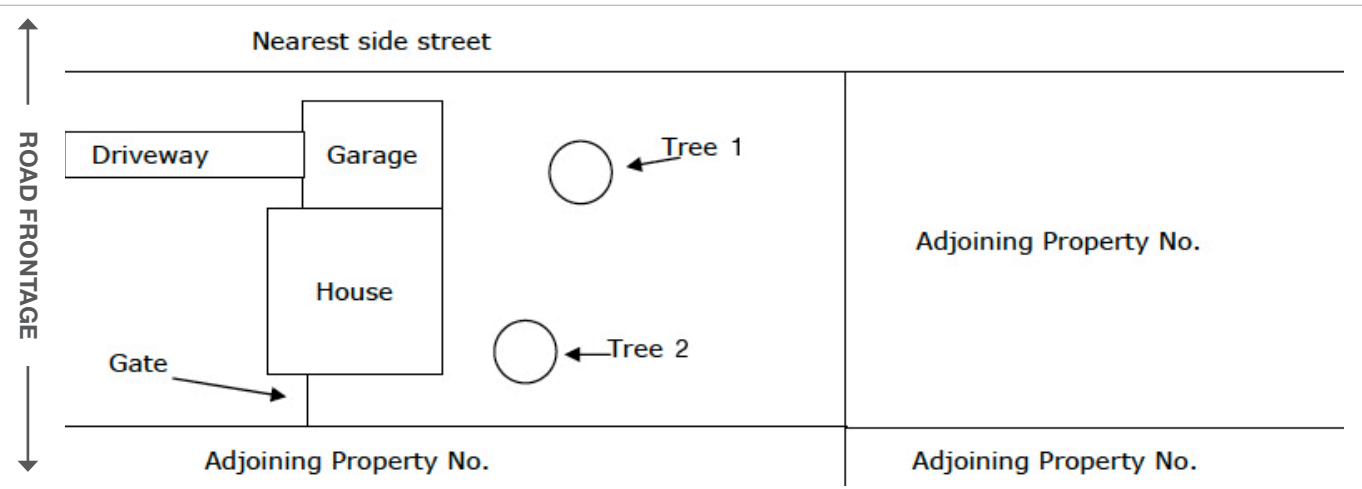 Nearest side street
ROAD FRONTAGE
Driveway
Garage
Tree 1
Adjoining Property No.
House
Tree 2
Gate
Adjoining Property No.
Adjoining Property No.